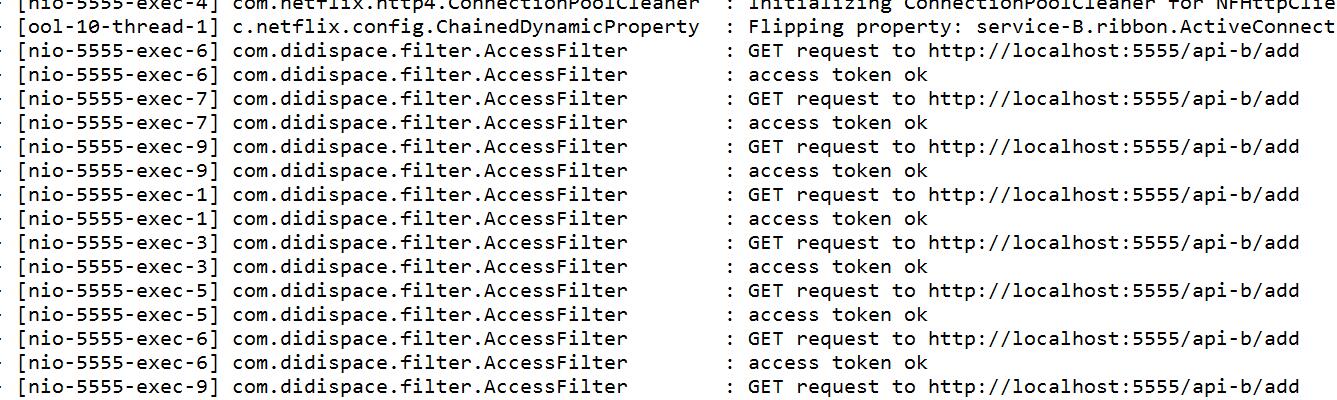 [nio-5555-exec-4] com.netflix.http4.ConnectionPoolCleaner : Initializing ConnectionPoolCleaner for NFHttpClie
- [ool-10-thread-1] c.netflix.config.ChainedDynamicProperty : Flipping property: service-B.ribbon.ActiveConnect
- [nio-5555-exec-6] com.didispace.filter.AccessFilter : GET request to http://localhost:5555/api-b/add
- [nio-5555-exec-6] com.didispace.filter.AccessFilter : access token ok
- [nio-5555-exec-7] com.didispace.filter.AccessFilter : GET request to http://localhost:5555/api-b/add
- [nio-5555-exec-7] com.didispace.filter.AccessFilter : access token ok
- [nio-5555-exec-9] com.didispace.filter.AccessFilter : GET request to http://localhost:5555/api-b/add
- [nio-5555-exec-9] com.didispace.filter.AccessFilter : access token ok
- [nio-5555-exec-1] com.didispace.filter.AccessFilter : GET request to http://localhost:5555/api-b/add
- [nio-5555-exec-1] com.didispace.filter.AccessFilter : access token ok
- [nio-5555-exec-3] com.didispace.filter.AccessFilter : GET request to http://localhost:5555/api-b/add
- [nio-5555-exec-3] com.didispace.filter.AccessFilter : access token ok
- [nio-5555-exec-5] com.didispace.filter.AccessFilter : GET request to http://localhost:5555/api-b/add
- [nio-5555-exec-5] com.didispace.filter.AccessFilter : access token ok
- [nio-5555-exec-6] com.didispace.filter.AccessFilter : GET request to http://localhost:5555/api-b/add
- [nio-5555-exec-6] com.didispace.filter.AccessFilter : access token ok
- [nio-5555-exec-9] com.didispace.filter.AccessFilter : GET request to http://localhost:5555/api-b/add